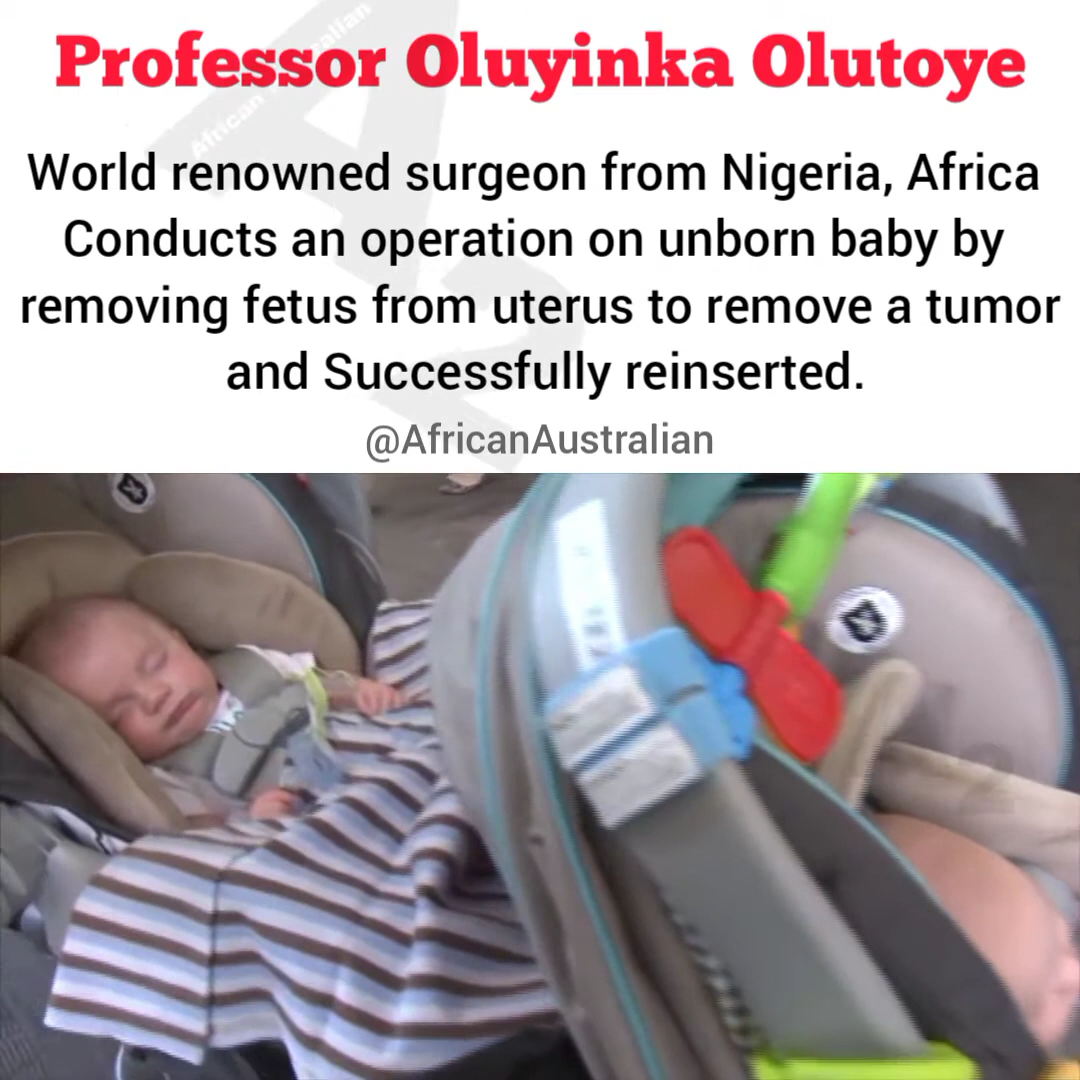 Professor Oluyinka Olutoye
World renowned surgeon from Nigeria, Africa
Conducts an operation on unborn baby by
removing fetus from uterus to remove a tumor
and Successfully reinserted.
@AfricanAustralian